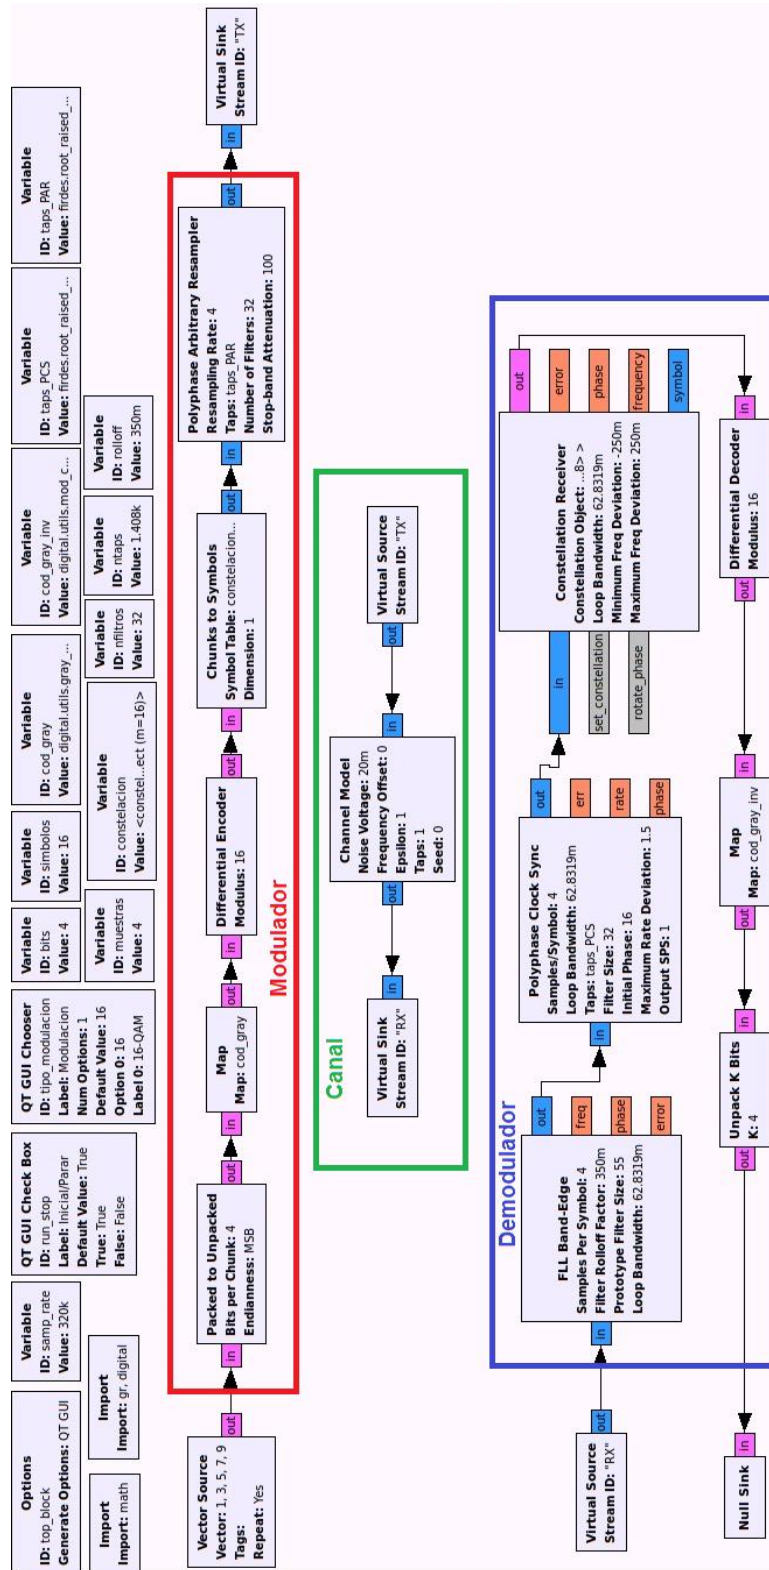 Options
ID: top_block
Generate Options: QT GUI
Variable
ID: samp_rate
Value: 320k
QT GUI Check Box
ID: run_stop
Label: Inicial/Parar
Default Value: True
True: True
False: False
QT GUI Chooser
ID: tipo_modulacion
Label: Modulacion
Num Options: 1
Default Value: 16
Option 0: 16
Label 0: 16-QAM
Variable
ID: bits
Value: 4
Variable
ID: simbolos
Value: 16
Variable
ID: cod_gray
Value: digital.utils.gray_...
Variable
ID: cod_gray_inv
Value: digital.utils.mod_c...
Variable
ID: taps_PCS
Value: firdes.root_raised_...
Variable
ID: taps_PAR
Value: firdes.root_raised_...
Import
Import: math
Import
Import: gr, digital
Variable
ID: muestras
Value: 4
Variable
ID: constelacion
Value: <constel...ect (m=16)>
Variable
ID: nfiltros
Value: 32
Variable
ID: ntaps
Value: 1.408k
Variable
ID: rolloff
Value: 350m
Vector Source
Vector: 1, 3, 5, 7, 9
Tags:
Repeat: Yes
out
in
Packed to Unpacked
Bits per Chunk: 4
Endianness: MSB
out
in
Map
Map: cod_gray
out
in
Differential Encoder
Modulus: 16
out
in
Chunks to Symbols
Symbol Table: constelacion...
Dimension: 1
out
in
Polyphase Arbitrary Resampler
Resampling Rate: 4
Taps: taps_PAR
Number of Filters: 32
Stop-band Attenuation: 100
out
in
Virtual Sink
Stream ID: "TX"
Modulador
Canal
Virtual Sink
Stream ID: "RX"
in
out
Channel Model
Noise Voltage: 20m
Frequency Offset: 0
Epsilon: 1
Taps: 1
Seed: 0
in
out
Virtual Source
Stream ID: "TX"
Demodulador
Virtual Source
Stream ID: "RX"
out
in
FLL Band-Edge
Samples Per Symbol: 4
Filter Rolloff Factor: 350m
Prototype Filter Size: 55
Loop Bandwidth: 62.8319m
out
freq
phase
error
in
Polyphase Clock Sync
Samples/Symbol: 4
Loop Bandwidth: 62.8319m
Taps: taps_PCS
Filter Size: 32
Initial Phase: 16
Maximum Rate Deviation: 1.5
Output SPS: 1
out
err
rate
phase
in
set_constellation
rotate_phase
Constellation Receiver
Constellation Object: ...8> >
Loop Bandwidth: 62.8319m
Minimum Freq Deviation: -250m
Maximum Freq Deviation: 250m
out
error
phase
frequency
symbol
Null Sink
in
out
Unpack K Bits
K: 4
in
out
Map
Map: cod_gray_inv
in
out
Differential Decoder
Modulus: 16
in